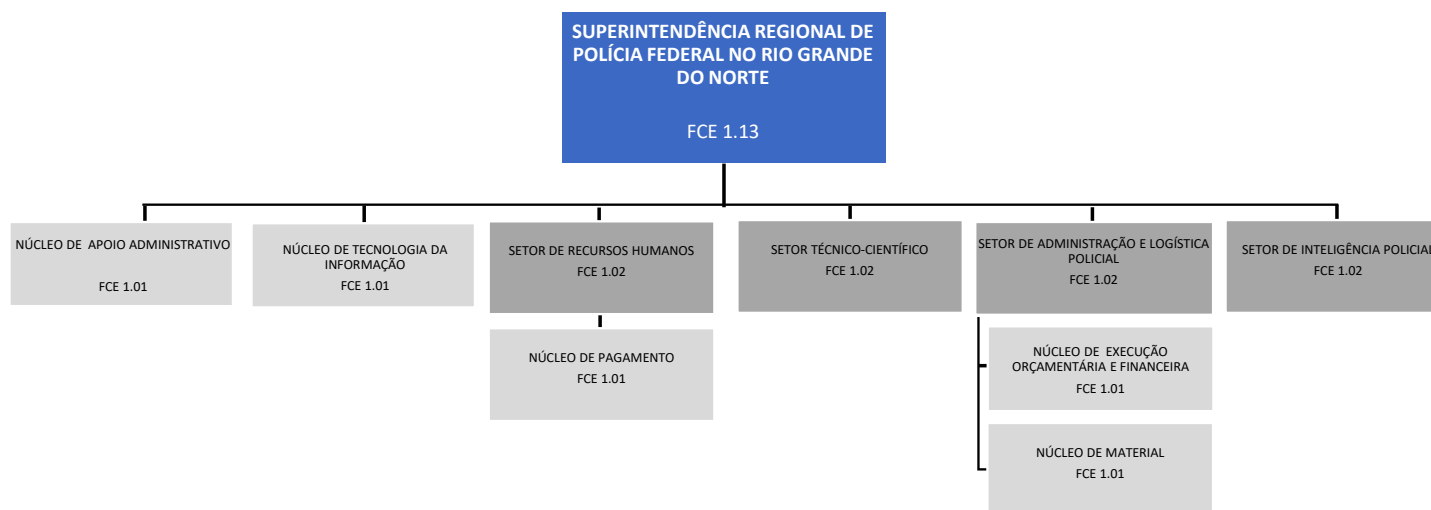 SUPERINTENDÊNCIA REGIONAL DE
POLÍCIA FEDERAL NO RIO GRANDE
DO NORTE
FCE 1.13
NÚCLEO DE APOIO ADMINISTRATIVO
FCE 1.01
NÚCLEO DE TECNOLOGIA DA
INFORMAÇÃO
FCE 1.01
SETOR DE RECURSOS HUMANOS
FCE 1.02
SETOR TÉCNICO-CIENTÍFICO
FCE 1.02
SETOR DE ADMINISTRAÇÃO E LOGÍSTICA
POLICIAL
FCE 1.02
SETOR DE INTELIGÊNCIA POLICIAL
FCE 1.02
NÚCLEO DE PAGAMENTO
FCE 1.01
NÚCLEO DE EXECUÇÃO
ORÇAMENTÁRIA E FINANCEIRA
FCE 1.01
NÚCLEO DE MATERIAL
FCE 1.01